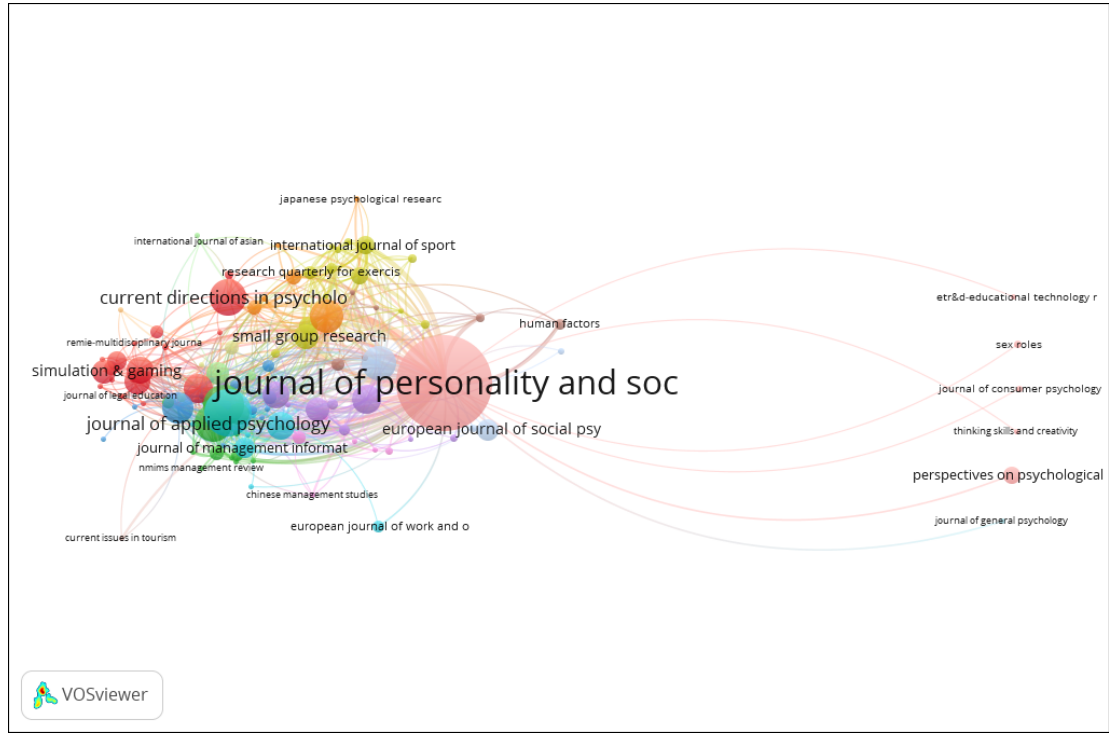 japanese psychological researc
international journal of asian
international journal of sport
research quarterly for exercis
current directions in psycholo
etr&d-educational technology r
human factors
small group research
remie-multidisciplinary journa
sex roles
simulation & gaming
journal of personality and soc
journal of consumer psychology
journal of legal education
journal of applied psychology
european journal of social psy
thinking skills and creativity
journal of management informat
nmims management review
perspectives on psychological
chinese management studies
european journal of work and o
journal of general psychology
current issues in tourism
VOSviewer